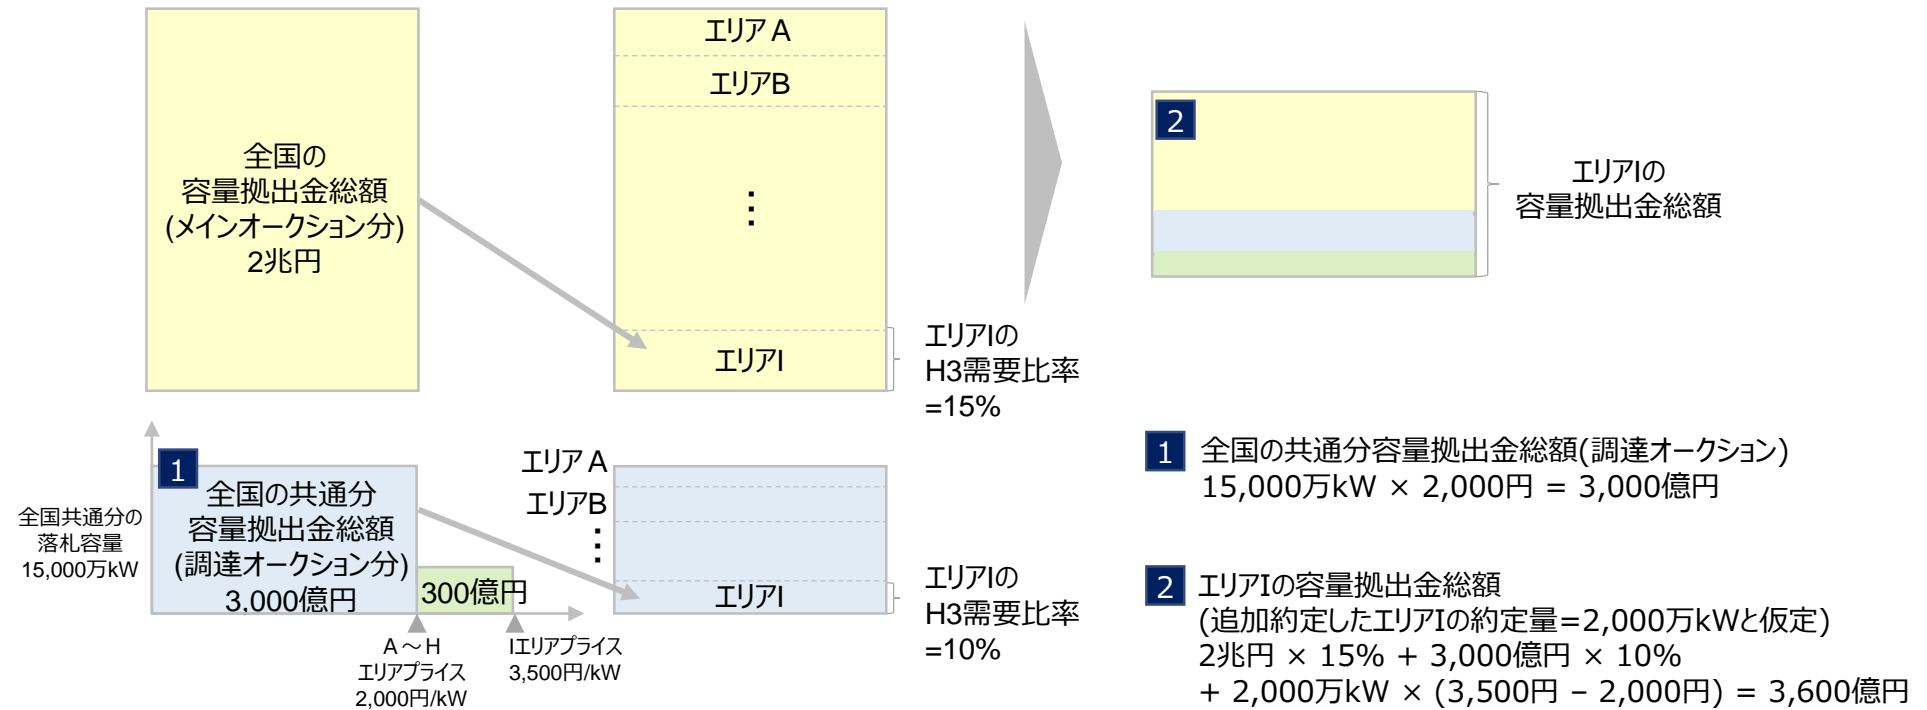 全国の
容量拠出金総額
(メインオークション分)
2兆円
エリア A
エリアB
⋮
エリアI
エリアIの
H3需要比率
=15%
2
エリアIの
容量拠出金総額
全国共通分の
落札容量
15,000万kW
1
全国の共通分
容量拠出金総額
(調達オークション分)
3,000億円
300億円
A～H
エリアプライス
2,000円/kW
Iエリアプライス
3,500円/kW
エリア A
エリアB
⋮
エリアI
エリアIの
H3需要比率
=10%
1 全国の共通分容量拠出金総額(調達オークション)
15,000万kW × 2,000円 = 3,000億円
2 エリアIの容量拠出金総額
(追加約定したエリアIの約定量=2,000万kWと仮定)
2兆円 × 15% + 3,000億円 × 10%
+ 2,000万kW × (3,500円 – 2,000円) = 3,600億円